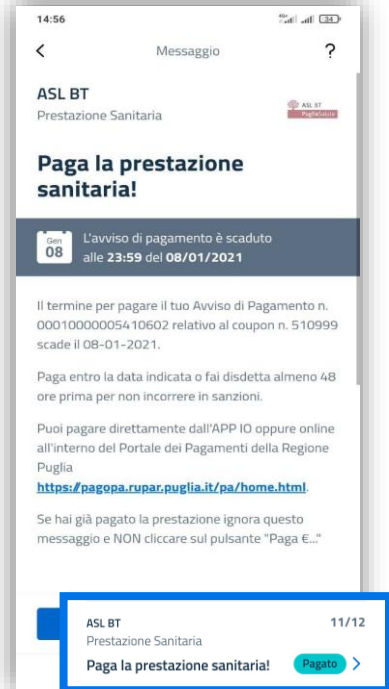 14:56
4G+
34
Messaggio
?
ASL BT
Prestazione Sanitaria
ASL BT
PugliaSalute
Paga la prestazione
sanitaria!
Gen
08
L'avviso di pagamento è scaduto
alle 23:59 del 08/01/2021
Il termine per pagare il tuo Avviso di Pagamento n.
00010000005410602 relativo al coupon n. 510999
scade il 08-01-2021.
Paga entro la data indicata o fai disdetta almeno 48
ore prima per non incorrere in sanzioni.
Puoi pagare direttamente dall'APP IO oppure online
all'interno del Portale dei Pagamenti della Regione
Puglia
https://pagopa.rupar.puglia.it/pa/home.html.
Se hai già pagato la prestazione ignora questo
messaggio e NON cliccare sul pulsante "Paga €..."
ASL BT 11/12
Prestazione Sanitaria
Paga la prestazione sanitaria! Pagato